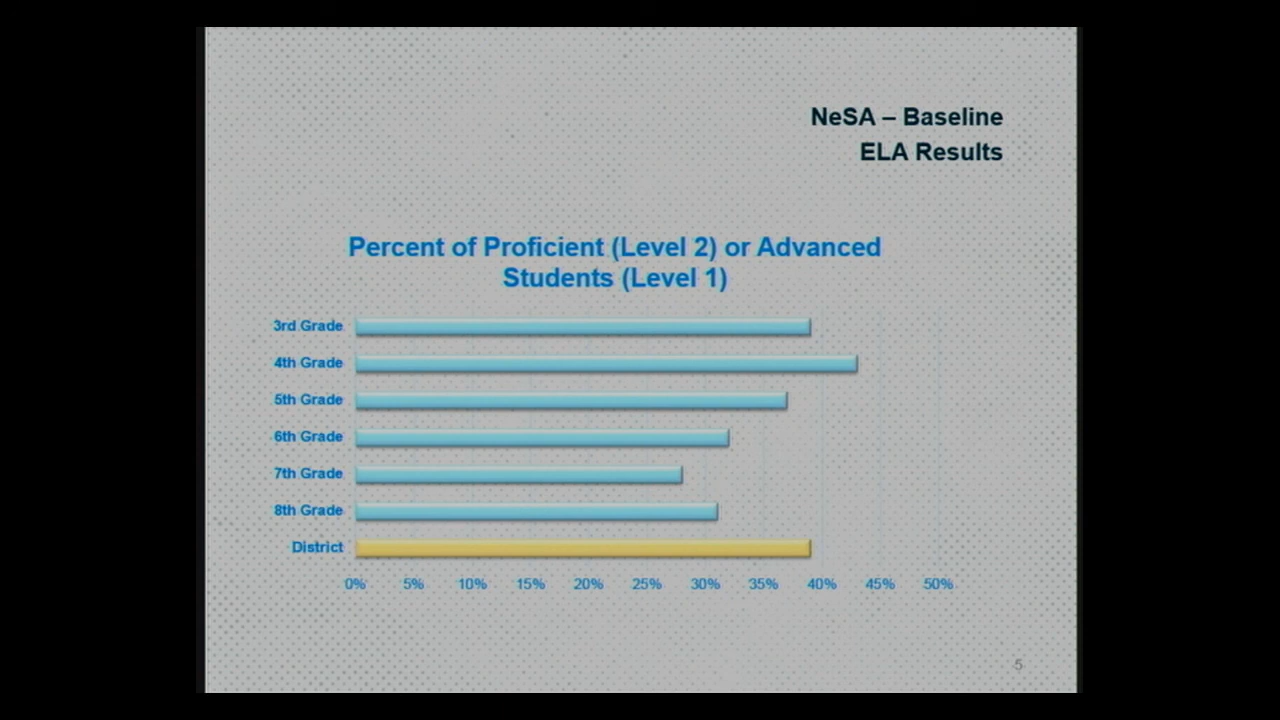 NeSA – Baseline
ELA Results
Percent of Proficient (Level 2) or Advanced
Students (Level 1)
3rd Grade
4th Grade
5th Grade
6th Grade
7th Grade
8th Grade
District
0% 5% 10% 15% 20% 25% 30% 35% 40% 45% 50%
5